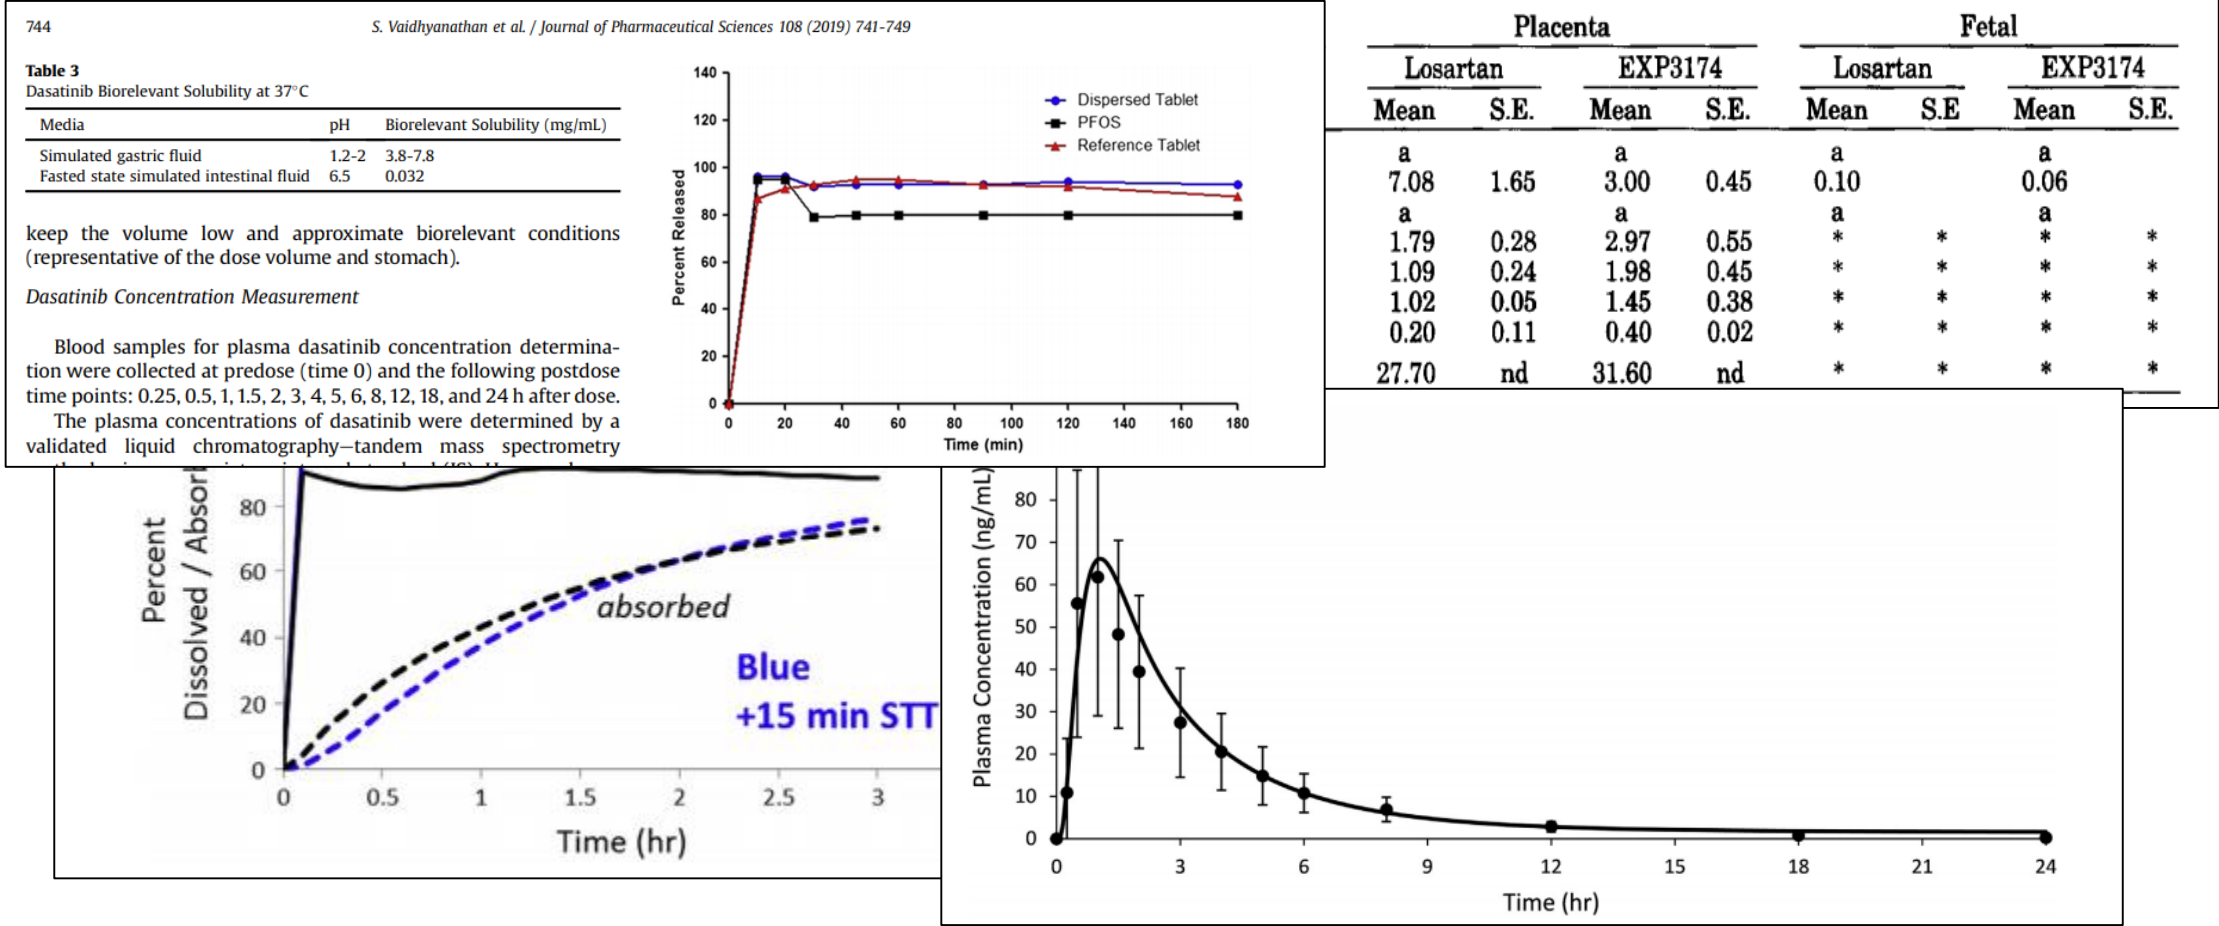 744
S. Vaidhyanathan et al. / Journal of Pharmaceutical Sciences 108 (2019) 741-749
Table 3
Dasatinib Biorelevant Solubility at 37°C
Media pH Biorelevant Solubility (mg/mL)
Simulated gastric fluid 1.2-2 3.8-7.8
Fasted state simulated intestinal fluid 6.5 0.032
keep the volume low and approximate biorelevant conditions
(representative of the dose volume and stomach).
Dasatinib Concentration Measurement
Blood samples for plasma dasatinib concentration determina-
tion were collected at predose (time 0) and the following postdose
time points: 0.25, 0.5, 1, 1.5, 2, 3, 4, 5, 6, 8, 12, 18, and 24 h after dose.
The plasma concentrations of dasatinib were determined by a
validated liquid chromatography—tandem mass spectrometry
Percent Released
140
120
100
80
60
40
20
0
Dispersed Tablet
PFOS
Reference Tablet
0 20 40 60 80 100 120 140 160 180
Time (min)
Placenta Fetal
Losartan EXP3174 Losartan EXP3174
Mean S.E. Mean S.E. Mean S.E Mean S.E.
a a a a
7.08 1.65 3.00 0.45 0.10 0.06
a a a a
1.79 0.28 2.97 0.55 * * * *
1.09 0.24 1.98 0.45 * * * *
1.02 0.05 1.45 0.38 * * * *
0.20 0.11 0.40 0.02 * * * *
27.70 nd 31.60 nd * * * *
Percent
Dissolved / Absor
80
60
40
20
0
absorbed
Blue
+15 min STT
0 0.5 1 1.5 2 2.5 3
Time (hr)
Plasma Concentration (ng/mL)
80
70
60
50
40
30
20
10
0
0 3 6 9 12 15 18 21 24
Time (hr)